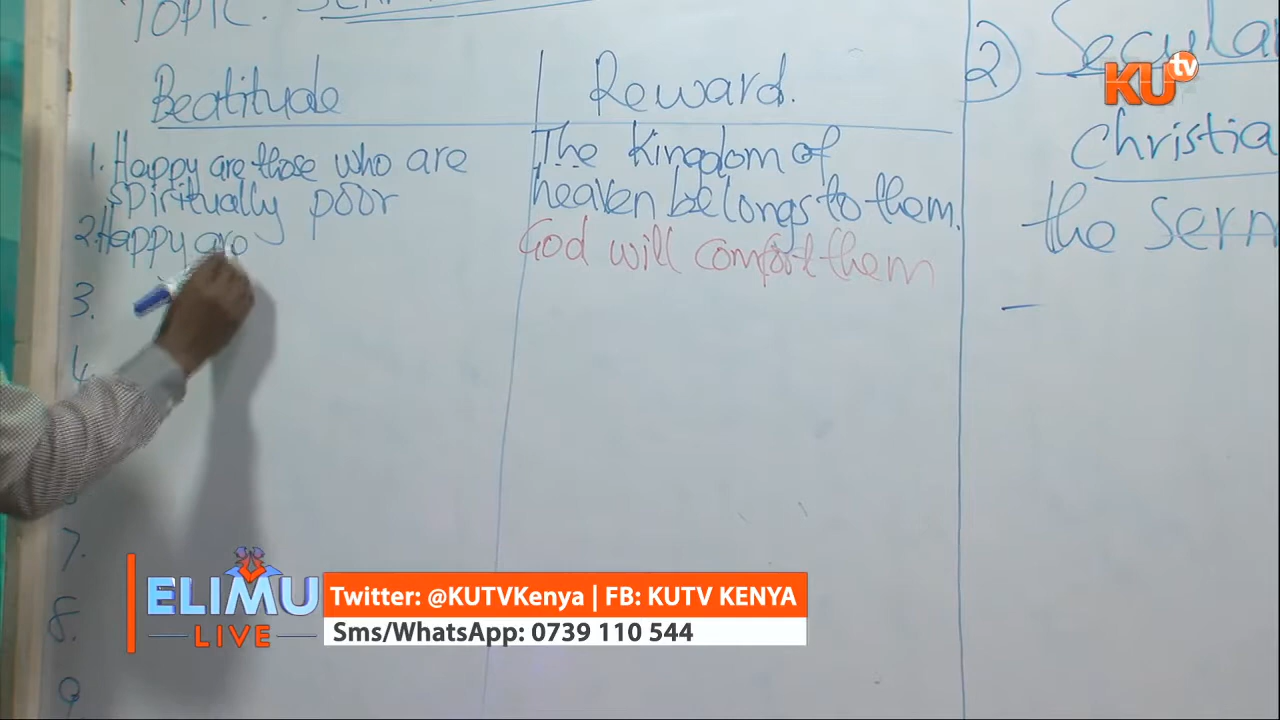 TOPIC:
Beatitude
Reward.
1. Happy are those who are
spiritually poor
The Kingdom of
heaven belongs to them.
2. Happy are
God will comfort them
3.
4.
7.
8.
9
2) Secula
Christia
the Serm
KU tv
ELIMU
LIVE
Twitter: @KUTVKenya | FB: KUTV KENYA
Sms/WhatsApp: 0739 110 544